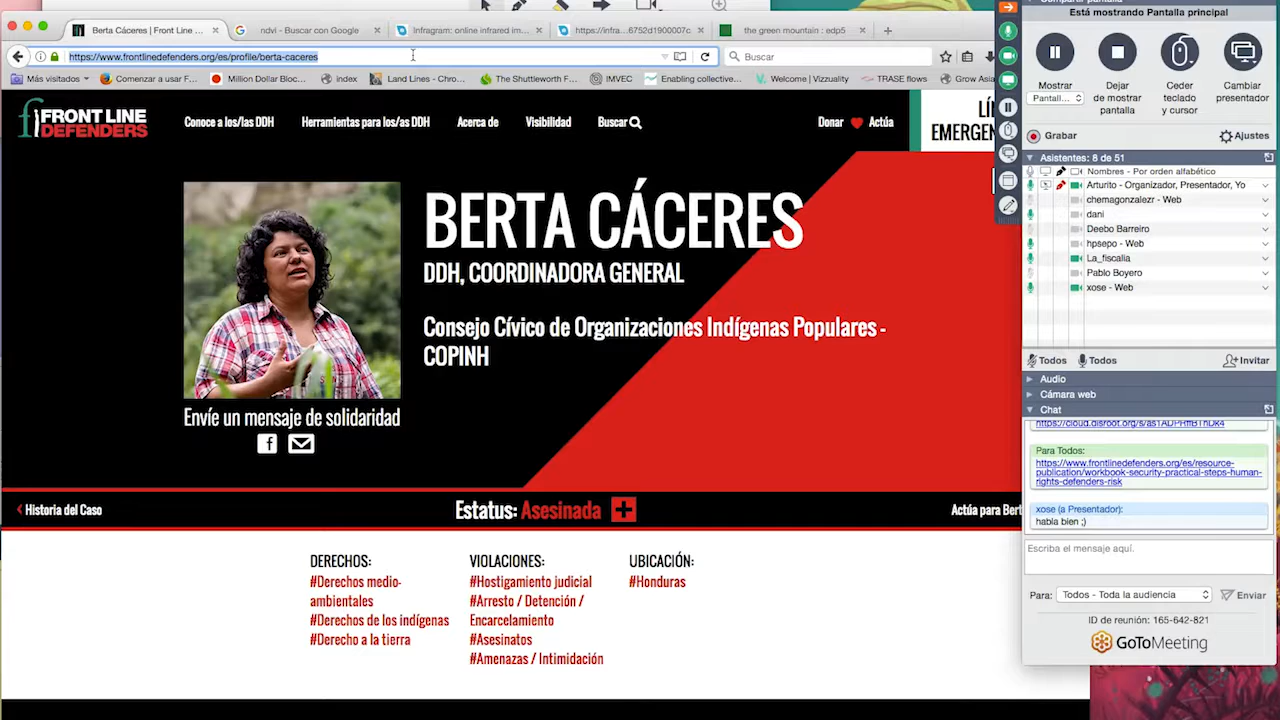 Berta Cáceres | Front Line ...
ndvi - Buscar con Google
Infragram: online infrared im...
https://infra...6752d190007c
the green mountain : edp5
https://www.frontlinedefenders.org/es/profile/berta-caceres
Buscar
Más visitados
Comenzar a usar F...
Million Dollar Bloc...
index
Land Lines - Chro...
The Shuttleworth F...
IMVEC
Enabling collective...
Welcome | Vizzuality
TRASE flows
Grow Asia
FRONT LINE
DEFENDERS
Conoce a los/las DDH
Herramientas para los/as DDH
Acerca de
Visibilidad
Buscar
Donar
Actúa
LÍ
EMERGEN
BERTA CÁCERES
DDH, COORDINADORA GENERAL
Consejo Cívico de Organizaciones Indígenas Populares -
COPINH
Envíe un mensaje de solidaridad
Historia del Caso
Estatus: Asesinada
Actúa para Bert
DERECHOS:
#Derechos medio-
ambientales
#Derechos de los indígenas
#Derecho a la tierra
VIOLACIONES:
#Hostigamiento judicial
#Arresto / Detención /
Encarcelamiento
#Asesinatos
#Amenazas / Intimidación
UBICACIÓN:
#Honduras
Compartir pantalla
Está mostrando Pantalla principal
Mostrar
Pantall...
Dejar
de mostrar
pantalla
Ceder
teclado
y cursor
Cambiar
presentador
Grabar
Ajustes
Asistentes: 8 de 51
Nombres - Por orden alfabético
Arturito - Organizador, Presentador, Yo
chemagonzalezr - Web
dani
Deebo Barreiro
hpsepo - Web
La_fiscalia
Pablo Boyero
xose - Web
Todos
Todos
Invitar
Audio
Cámara web
Chat
Para Todos:
https://www.frontlinedefenders.org/es/resource-
publication/workbook-security-practical-steps-human-
rights-defenders-risk
xose (a Presentador):
habla bien ;)
Escriba el mensaje aquí.
Para:
Todos - Toda la audiencia
Enviar
ID de reunión: 165-642-821
GoToMeeting